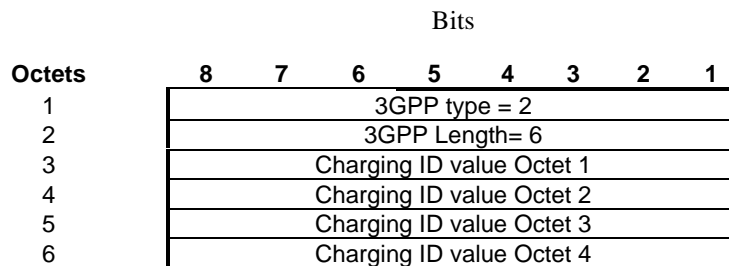 Bits
Octets 8 7 6 5 4 3 2 1
1 3GPP type = 2
2 3GPP Length= 6
3 Charging ID value Octet 1
4 Charging ID value Octet 2
5 Charging ID value Octet 3
6 Charging ID value Octet 4